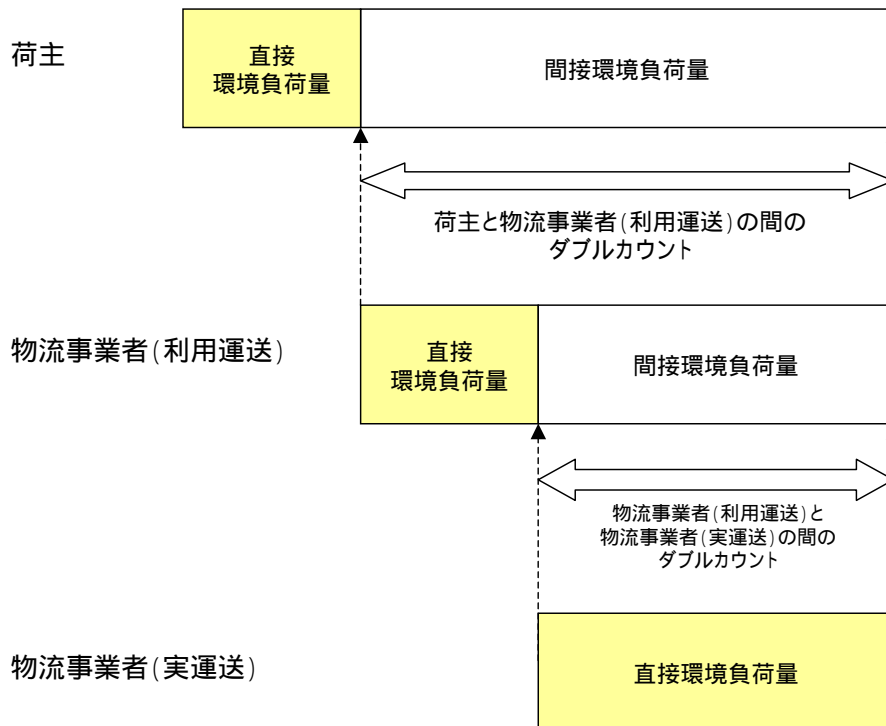 荷主
直接
環境負荷量
間接環境負荷量
荷主と物流事業者(利用運送)の間の
ダブルカウント
物流事業者(利用運送)
直接
環境負荷量
間接環境負荷量
物流事業者(利用運送)と
物流事業者(実運送)の間の
ダブルカウント
物流事業者(実運送)
直接環境負荷量